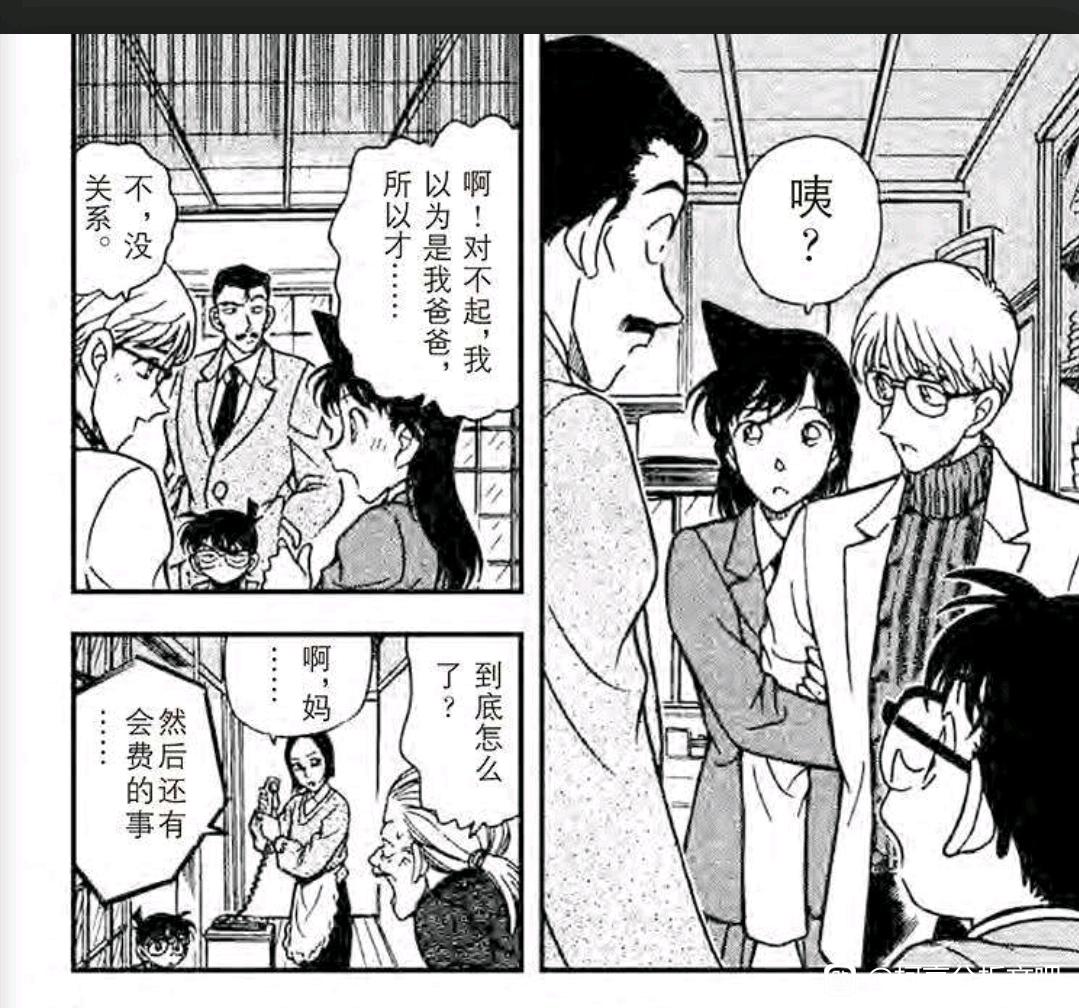 咦？
啊！对不起，我
以为是我爸爸，
所以才……
不，没
关系。
到底怎么
了？
啊，妈
……
然后还有
会费的事
……